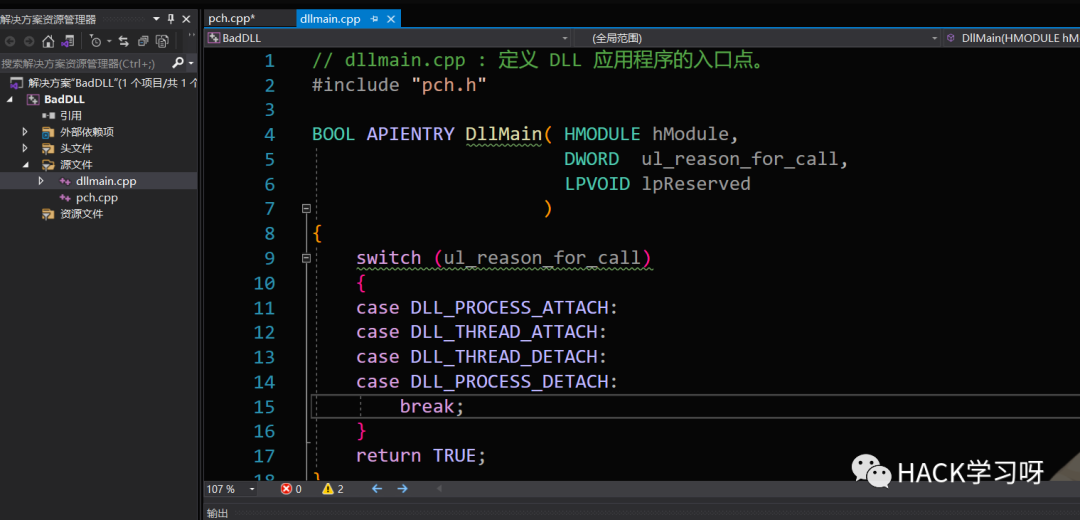 解决方案资源管理器
搜索解决方案资源管理器(Ctrl+;)
解决方案"BadDLL"(1 个项目/共 1 个
BadDLL
引用
外部依赖项
头文件
源文件
dllmain.cpp
pch.cpp
资源文件
pch.cpp* dllmain.cpp
BadDLL (全局范围) DllMain(HMODULE hM
1 // dllmain.cpp : 定义 DLL 应用程序的入口点。
2 #include "pch.h"
3
4 BOOL APIENTRY DllMain( HMODULE hModule,
5 DWORD ul_reason_for_call,
6 LPVOID lpReserved
7 )
8 {
9 switch (ul_reason_for_call)
10 {
11 case DLL_PROCESS_ATTACH:
12 case DLL_THREAD_ATTACH:
13 case DLL_THREAD_DETACH:
14 case DLL_PROCESS_DETACH:
15 break;
16 }
17 return TRUE;
18 }
107 % 0 2
输出
HACK学习呀